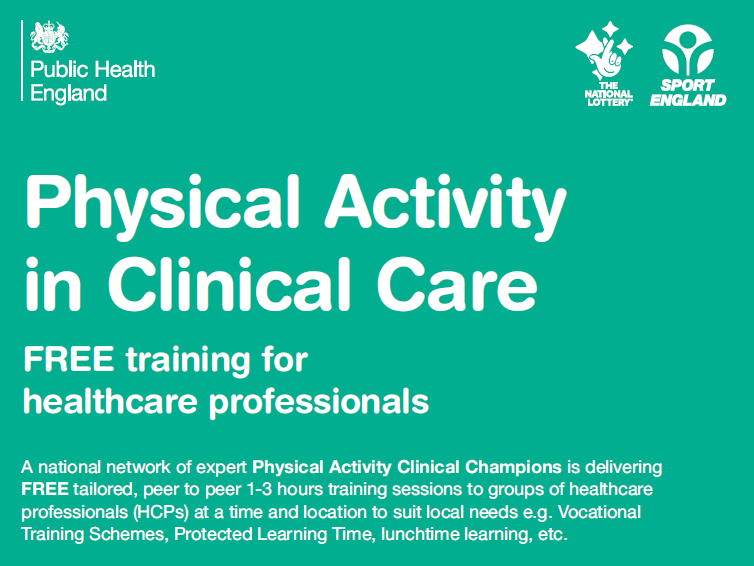 Public Health
England
THE
NATIONAL
LOTTERY®
SPORT
ENGLAND
Physical Activity
in Clinical Care
FREE training for
healthcare professionals
A national network of expert Physical Activity Clinical Champions is delivering
FREE tailored, peer to peer 1-3 hours training sessions to groups of healthcare
professionals (HCPs) at a time and location to suit local needs e.g. Vocational
Training Schemes, Protected Learning Time, lunchtime learning, etc.